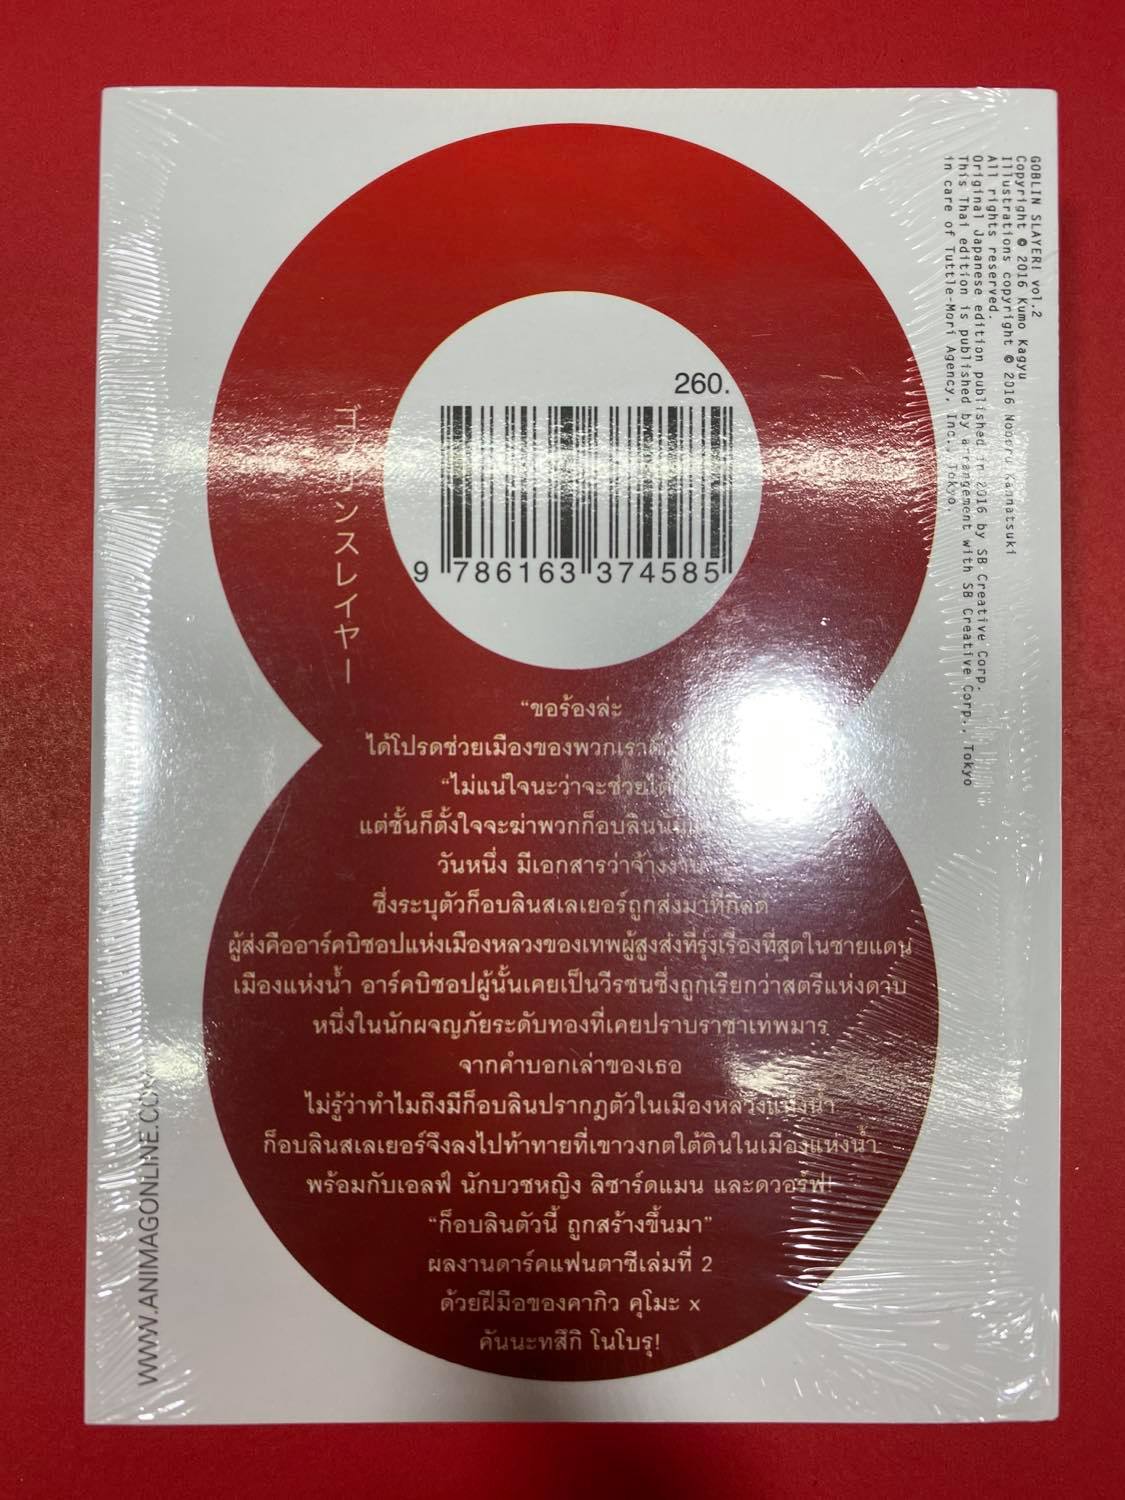 GOBLIN SLAYER! vol.2
Copyright © 2016 Kumo Kagyu
Illustrations copyright © 2016 Noboru Kannatsuki
All rights reserved.
Original Japanese edition published in 2016 by SB Creative Corp.
This Thai edition is published by arrangement with SB Creative Corp., Tokyo
in care of Tuttle-Mori Agency, Inc., Tokyo.
260.
9 786163 374585
ゴブリンスレイヤー
“ขอร้องล่ะ
ได้โปรดช่วยเมืองของพวกเรา
“ไม่แน่ใจนะว่าจะช่วยได้
แต่ชั้นก็ตั้งใจจะฆ่าพวกก็อบลิน
วันหนึ่ง มีเอกสารว่าจ้างงาน
ซึ่งระบุตัวก็อบลินสเลเยอร์ถูกส่งมาที่กิลด์
ผู้ส่งคืออาร์คบิชอปแห่งเมืองหลวงของเทพผู้สูงส่งที่รุ่งเรืองที่สุดในชายแดน
เมืองแห่งน้ำ อาร์คบิชอปผู้นั้นเคยเป็นวีรชนซึ่งถูกเรียกว่าสตรีแห่งดาบ
หนึ่งในนักผจญภัยระดับทองที่เคยปราบราชาเทพมาร
จากคำบอกเล่าของเธอ
ไม่รู้ว่าทำไมถึงมีก็อบลินปรากฏตัวในเมืองหลวงแห่งน้ำ
ก็อบลินสเลเยอร์จึงลงไปท้าทายที่เขาวงกตใต้ดินในเมืองแห่งน้ำ
พร้อมกับเอลฟ์ นักบวชหญิง ลิซาร์ดแมน และดวอร์ฟ!
“ก็อบลินตัวนี้ ถูกสร้างขึ้นมา”
ผลงานดาร์คแฟนตาซีเล่มที่ 2
ด้วยฝีมือของคากิว คุโมะ x
คันนะทสึกิ โนโบรุ!
WWW.ANIMAGONLINE.COM